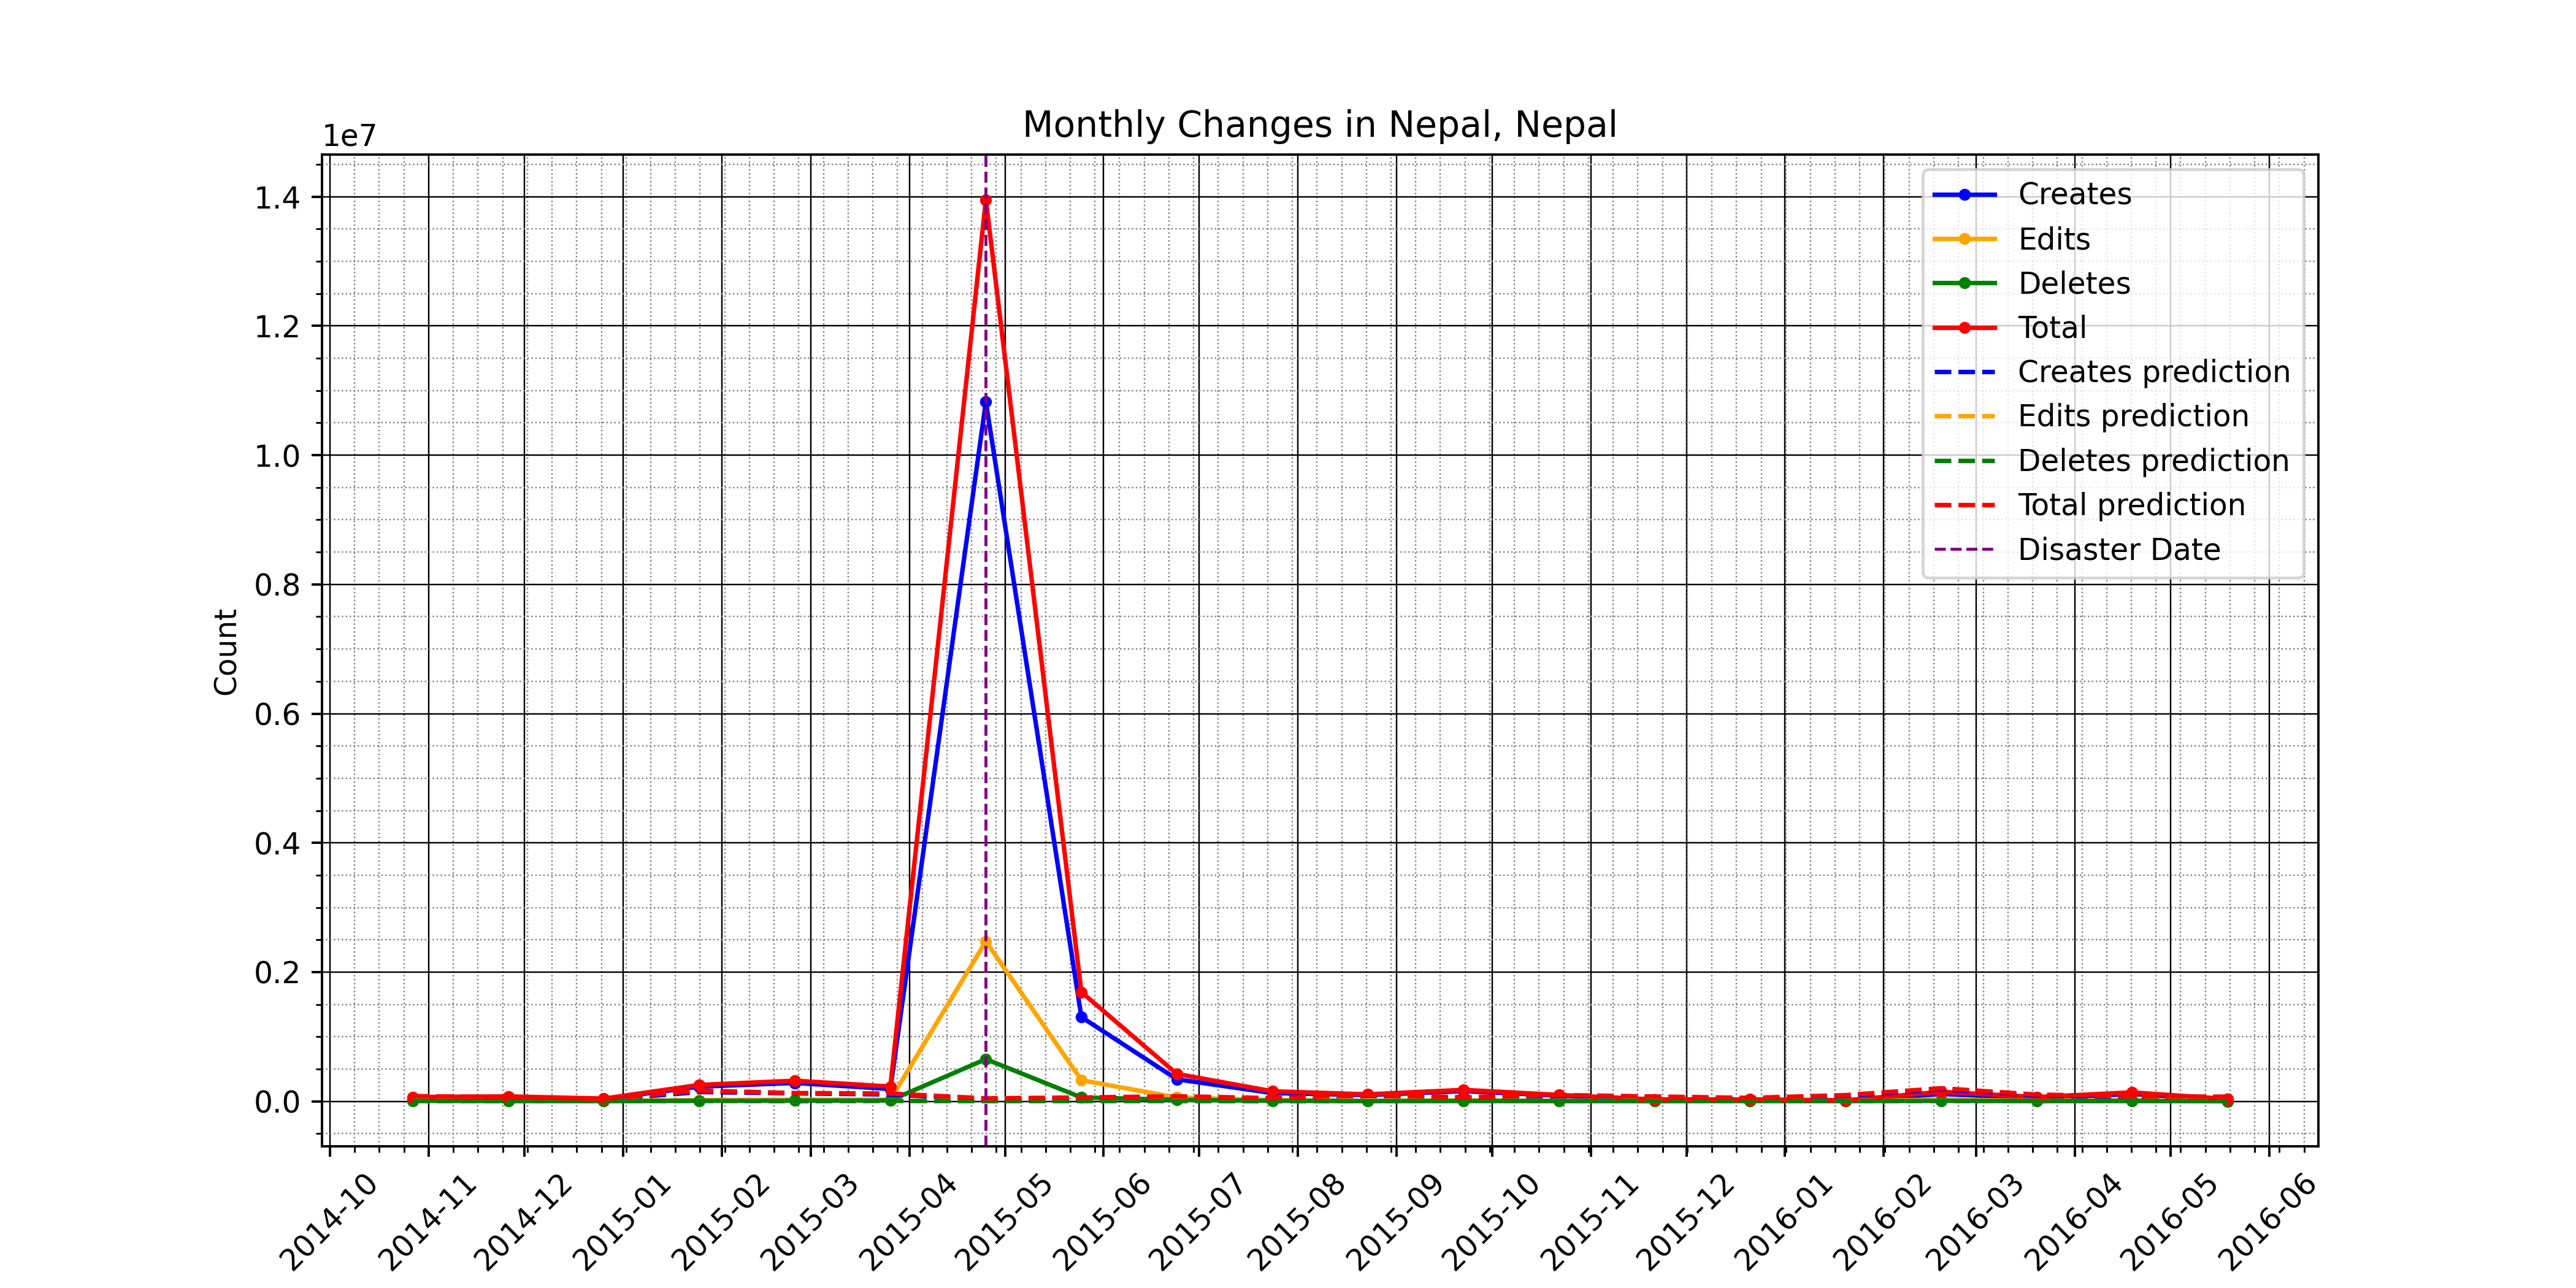 Monthly Changes in Nepal, Nepal
1e7
1.4
1.2
1.0
0.8
0.6
0.4
0.2
0.0
Count
Creates
Edits
Deletes
Total
Creates prediction
Edits prediction
Deletes prediction
Total prediction
Disaster Date
2014-10
2014-11
2014-12
2015-01
2015-02
2015-03
2015-04
2015-05
2015-06
2015-07
2015-08
2015-09
2015-10
2015-11
2015-12
2016-01
2016-02
2016-03
2016-04
2016-05
2016-06